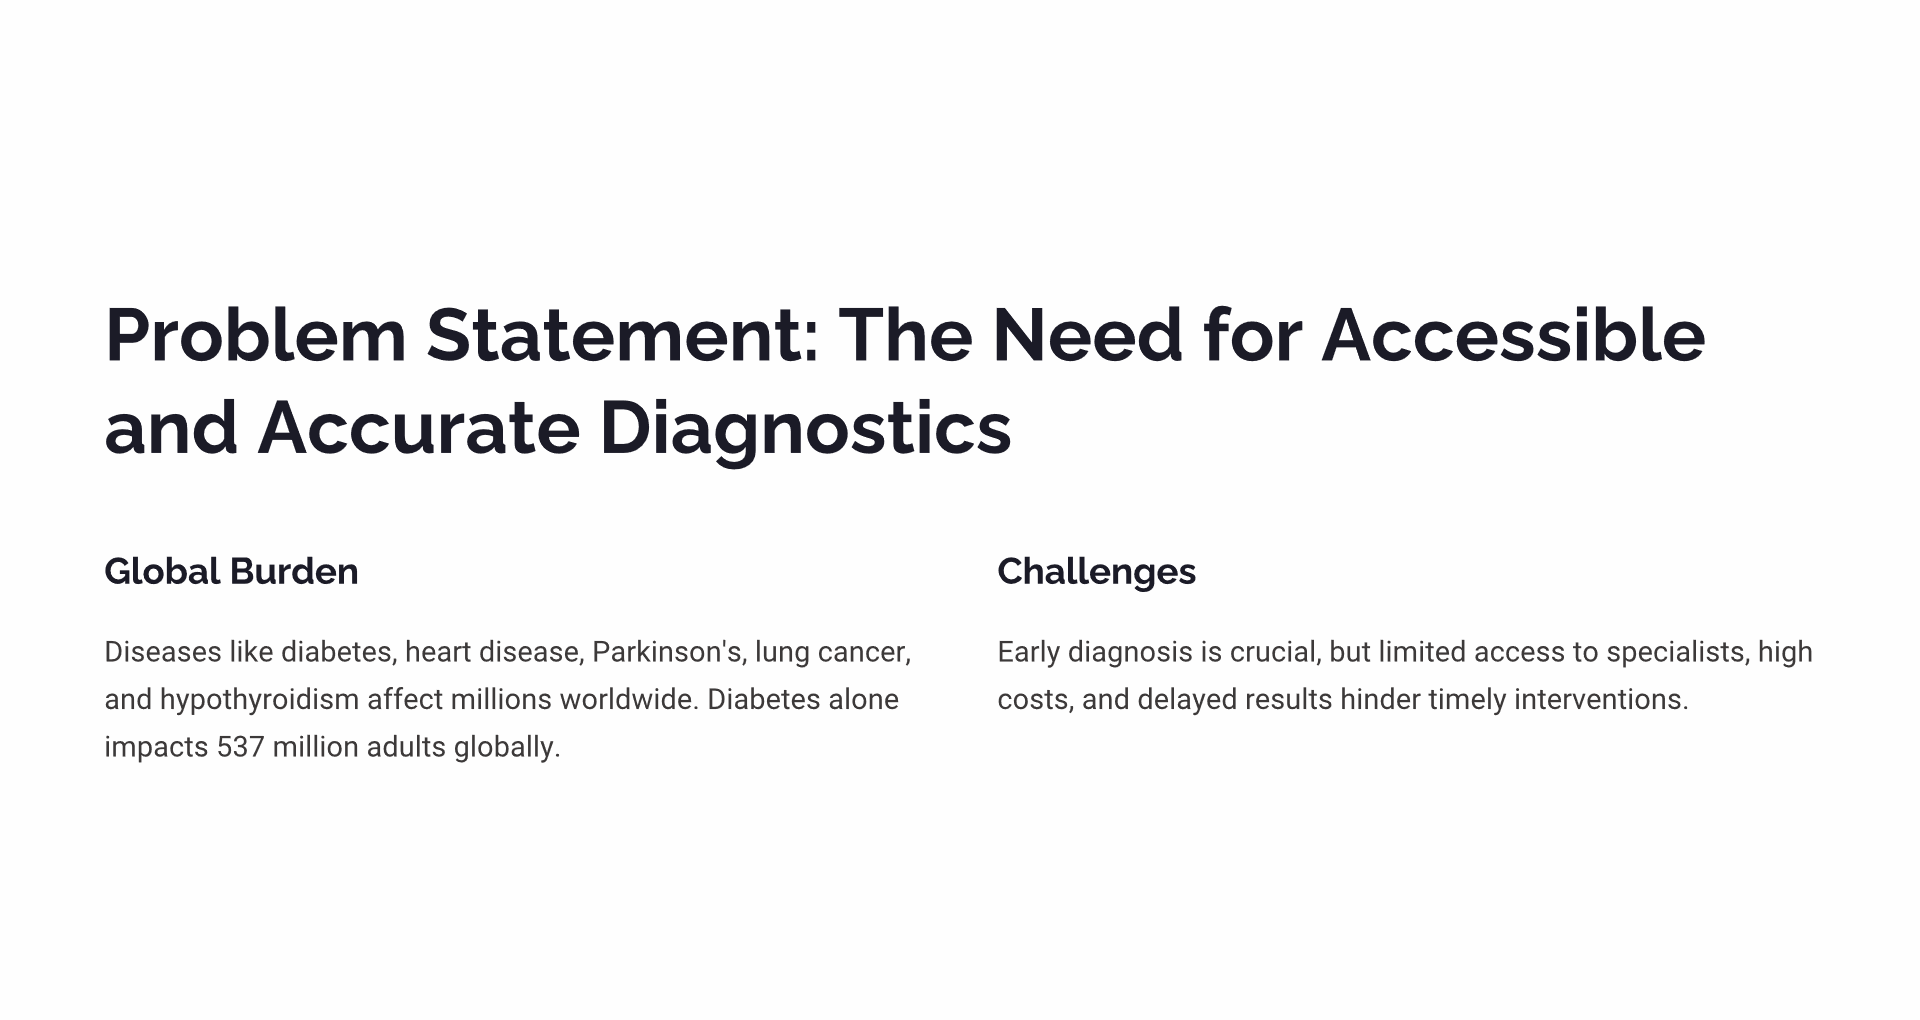 Problem Statement: The Need for Accessible
and Accurate Diagnostics
Global Burden
Diseases like diabetes, heart disease, Parkinson's, lung cancer,
and hypothyroidism affect millions worldwide. Diabetes alone
impacts 537 million adults globally.
Challenges
Early diagnosis is crucial, but limited access to specialists, high
costs, and delayed results hinder timely interventions.